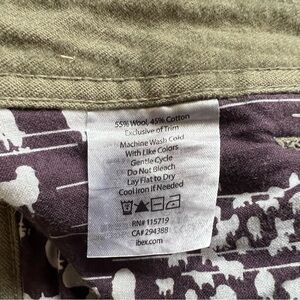 55% Wool, 45% Cotton
Exclusive of Trim
Machine Wash Cold
With Like Colors
Gentle Cycle
Do Not Bleach
Lay Flat to Dry
Cool Iron if Needed
RN# 115719
CA# 294388
ibex.com